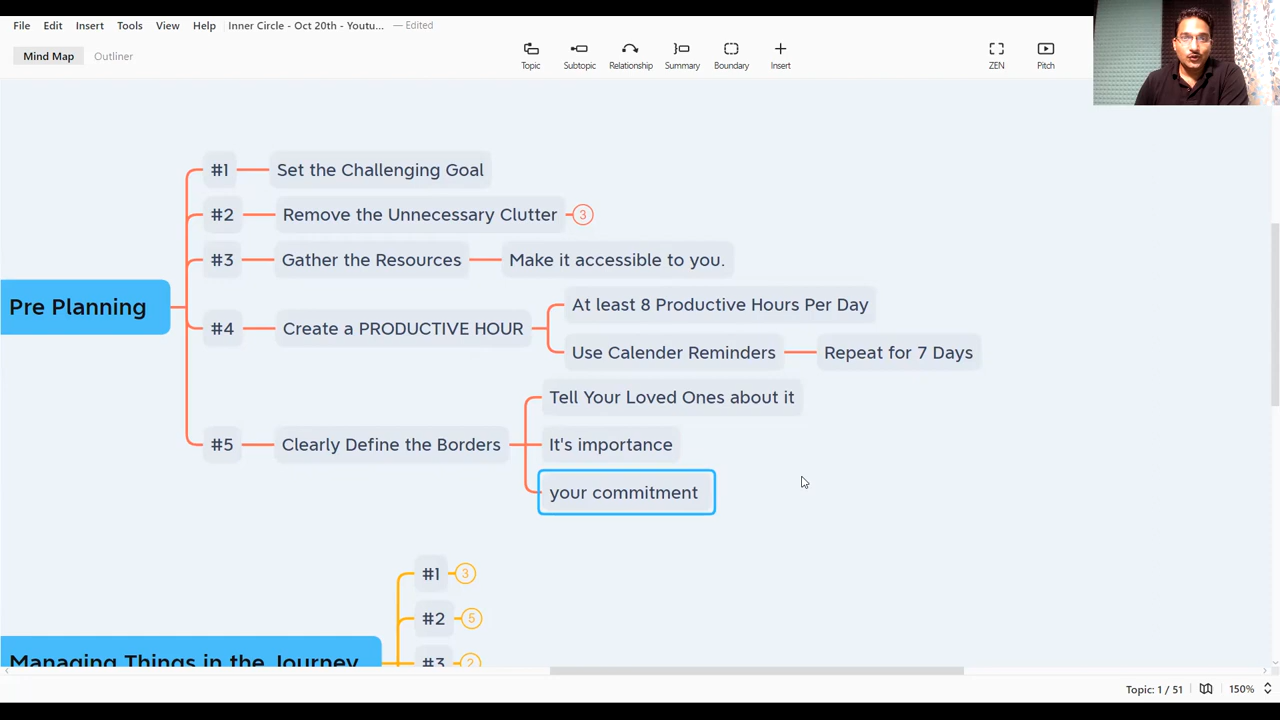 File Edit Insert Tools View Help Inner Circle - Oct 20th - Youtu... — Edited
Mind Map Outliner
Topic Subtopic Relationship Summary Boundary Insert ZEN Pitch
Pre Planning
#1 Set the Challenging Goal
#2 Remove the Unnecessary Clutter 3
#3 Gather the Resources Make it accessible to you.
#4 Create a PRODUCTIVE HOUR
At least 8 Productive Hours Per Day
Use Calender Reminders Repeat for 7 Days
#5 Clearly Define the Borders
Tell Your Loved Ones about it
It's importance
your commitment
Managing Things in the Journey
#1 3
#2 5
#3 2
Topic: 1 / 51 150%